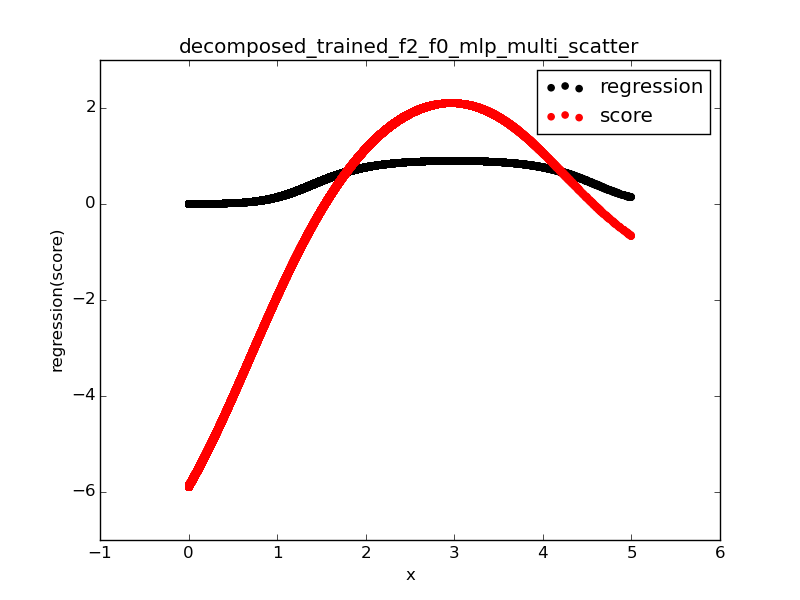 decomposed_trained_f2_f0_mlp_multi_scatter
regression
score
2
0
−2
−4
−6
regression(score)
−1
0
1
2
3
4
5
6
x